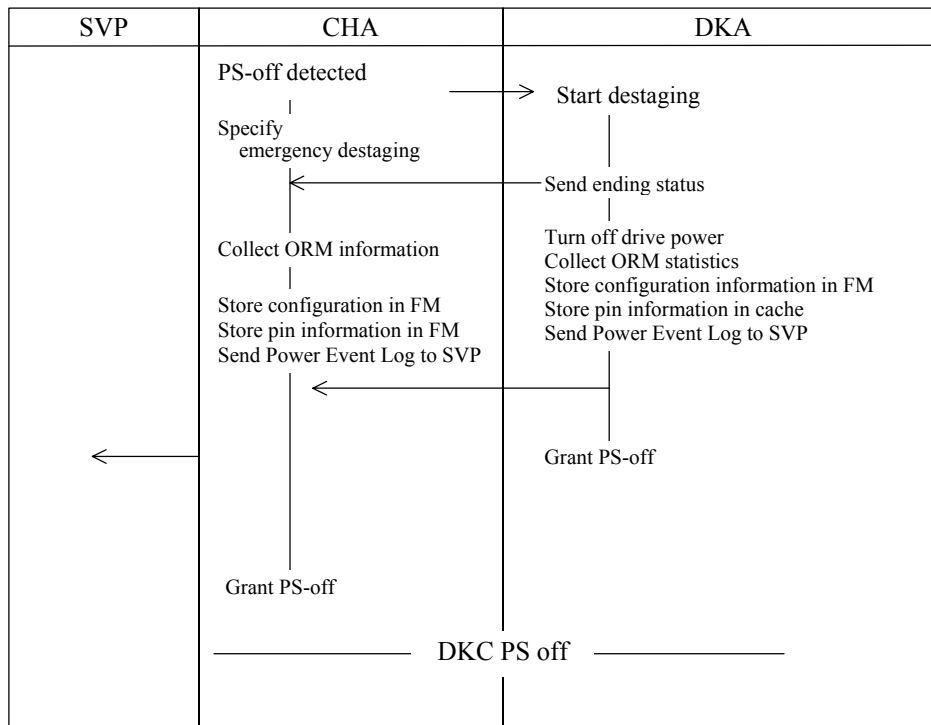 SVP
CHA
DKA
PS-off detected
Start destaging
Specify
emergency destaging
Send ending status
Collect ORM information
Turn off drive power
Collect ORM statistics
Store configuration information in FM
Store pin information in cache
Send Power Event Log to SVP
Store configuration in FM
Store pin information in FM
Send Power Event Log to SVP
Grant PS-off
Grant PS-off
DKC PS off